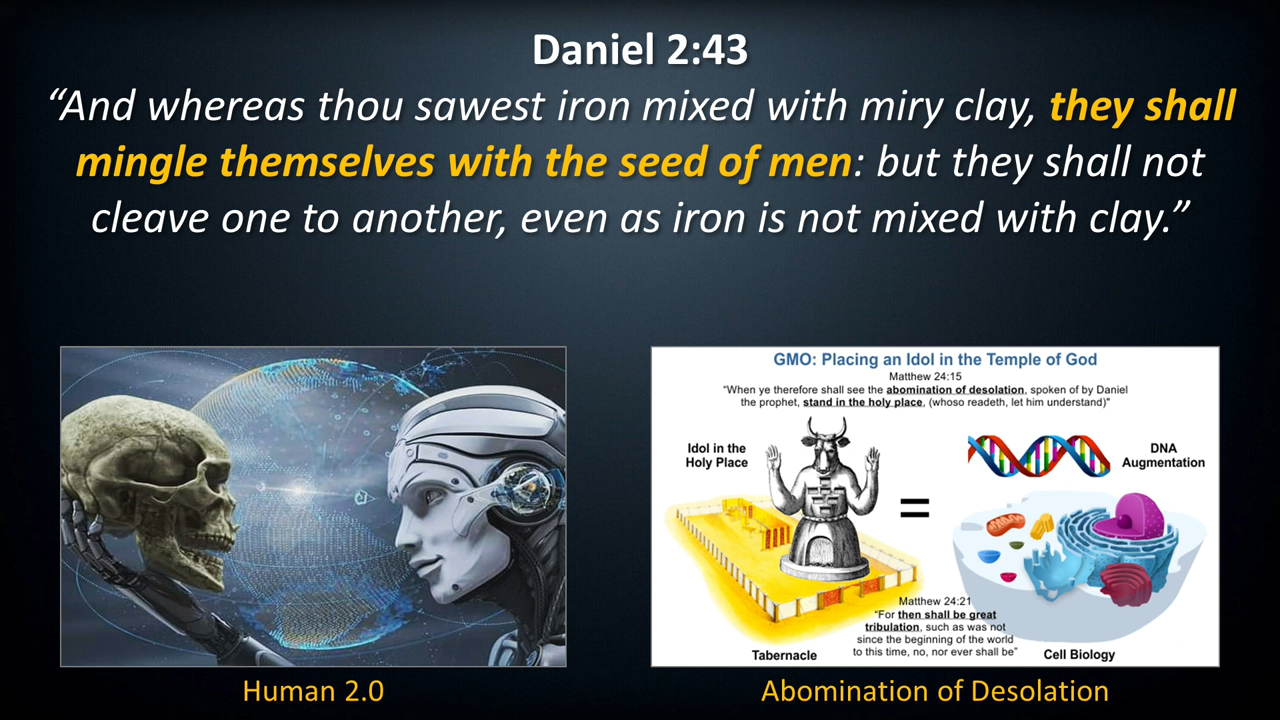 Daniel 2:43
“And whereas thou sawest iron mixed with miry clay, they shall
mingle themselves with the seed of men: but they shall not
cleave one to another, even as iron is not mixed with clay.”
GMO: Placing an Idol in the Temple of God
Matthew 24:15
“When ye therefore shall see the abomination of desolation, spoken of by Daniel
the prophet, stand in the holy place, (whoso readeth, let him understand)"
Idol in the
Holy Place
=
DNA
Augmentation
Matthew 24:21
“For then shall be great
tribulation, such as was not
since the beginning of the world
to this time, no, nor ever shall be”
Tabernacle
Cell Biology
Human 2.0
Abomination of Desolation